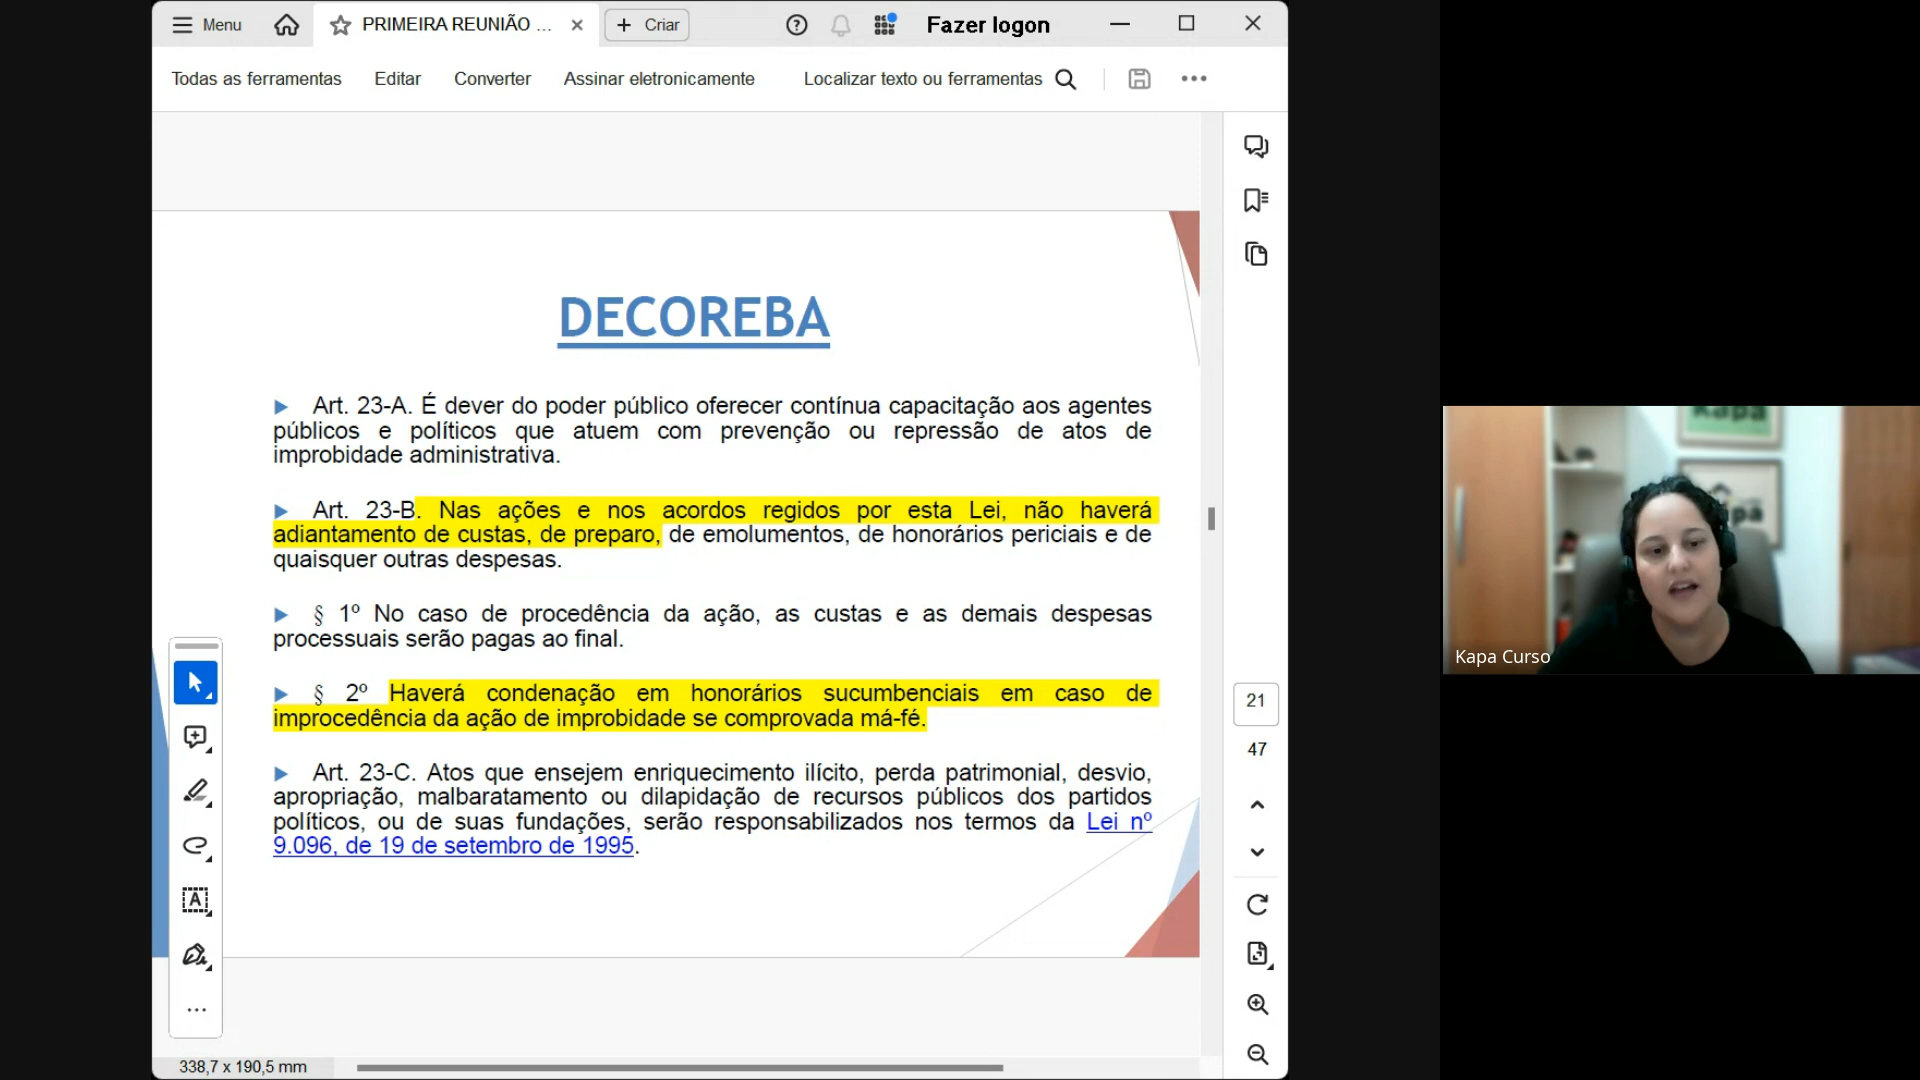 Menu
PRIMEIRA REUNIÃO ...
Criar
Fazer logon
Todas as ferramentas
Editar
Converter
Assinar eletronicamente
Localizar texto ou ferramentas
DECOREBA
Art. 23-A. É dever do poder público oferecer contínua capacitação aos agentes
públicos e políticos que atuem com prevenção ou repressão de atos de
improbidade administrativa.
Art. 23-B. Nas ações e nos acordos regidos por esta Lei, não haverá
adiantamento de custas, de preparo, de emolumentos, de honorários periciais e de
quaisquer outras despesas.
§ 1º No caso de procedência da ação, as custas e as demais despesas
processuais serão pagas ao final.
§ 2º Haverá condenação em honorários sucumbenciais em caso de
improcedência da ação de improbidade se comprovada má-fé.
Art. 23-C. Atos que ensejem enriquecimento ilícito, perda patrimonial, desvio,
apropriação, malbaratamento ou dilapidação de recursos públicos dos partidos
políticos, ou de suas fundações, serão responsabilizados nos termos da Lei nº
9.096, de 19 de setembro de 1995.
21
47
338,7 x 190,5 mm
Kapa
Kapa Curso